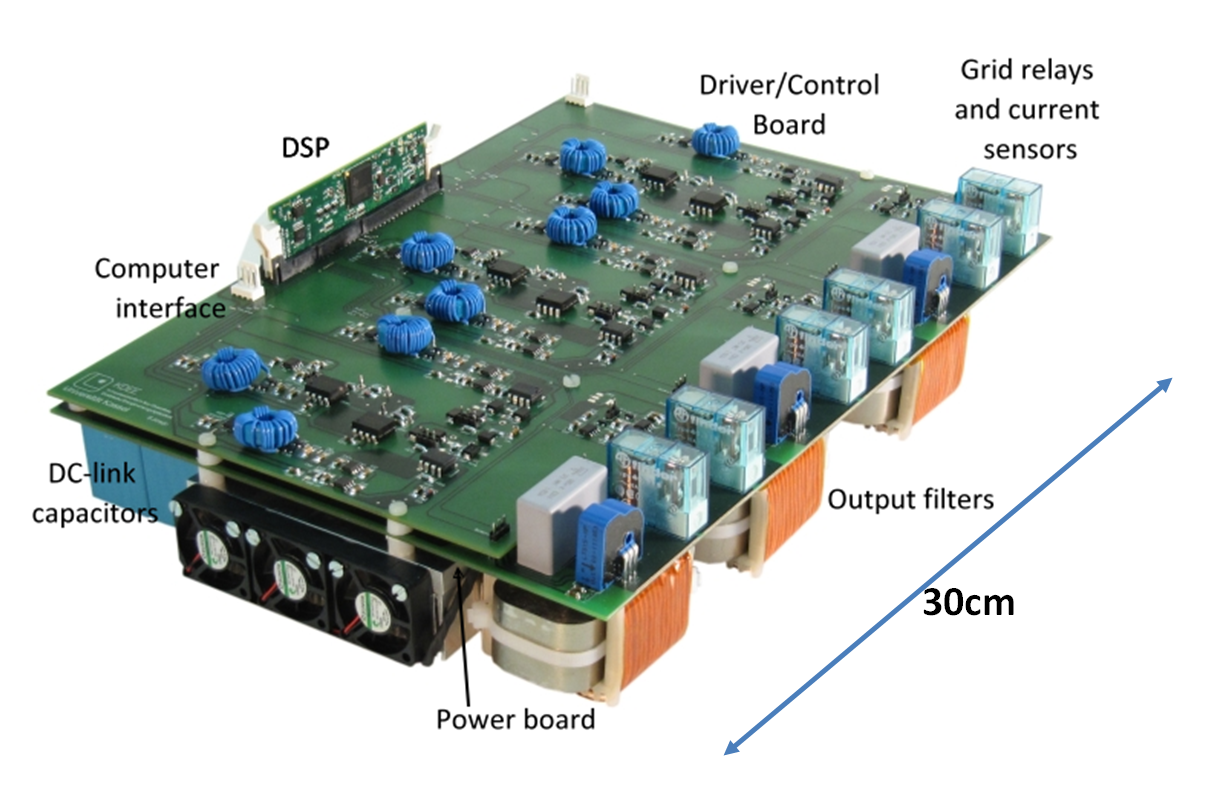 Grid relays
and current
sensors
Driver/Control
Board
DSP
Computer
interface
DC-link
capacitors
Output filters
30cm
Power board